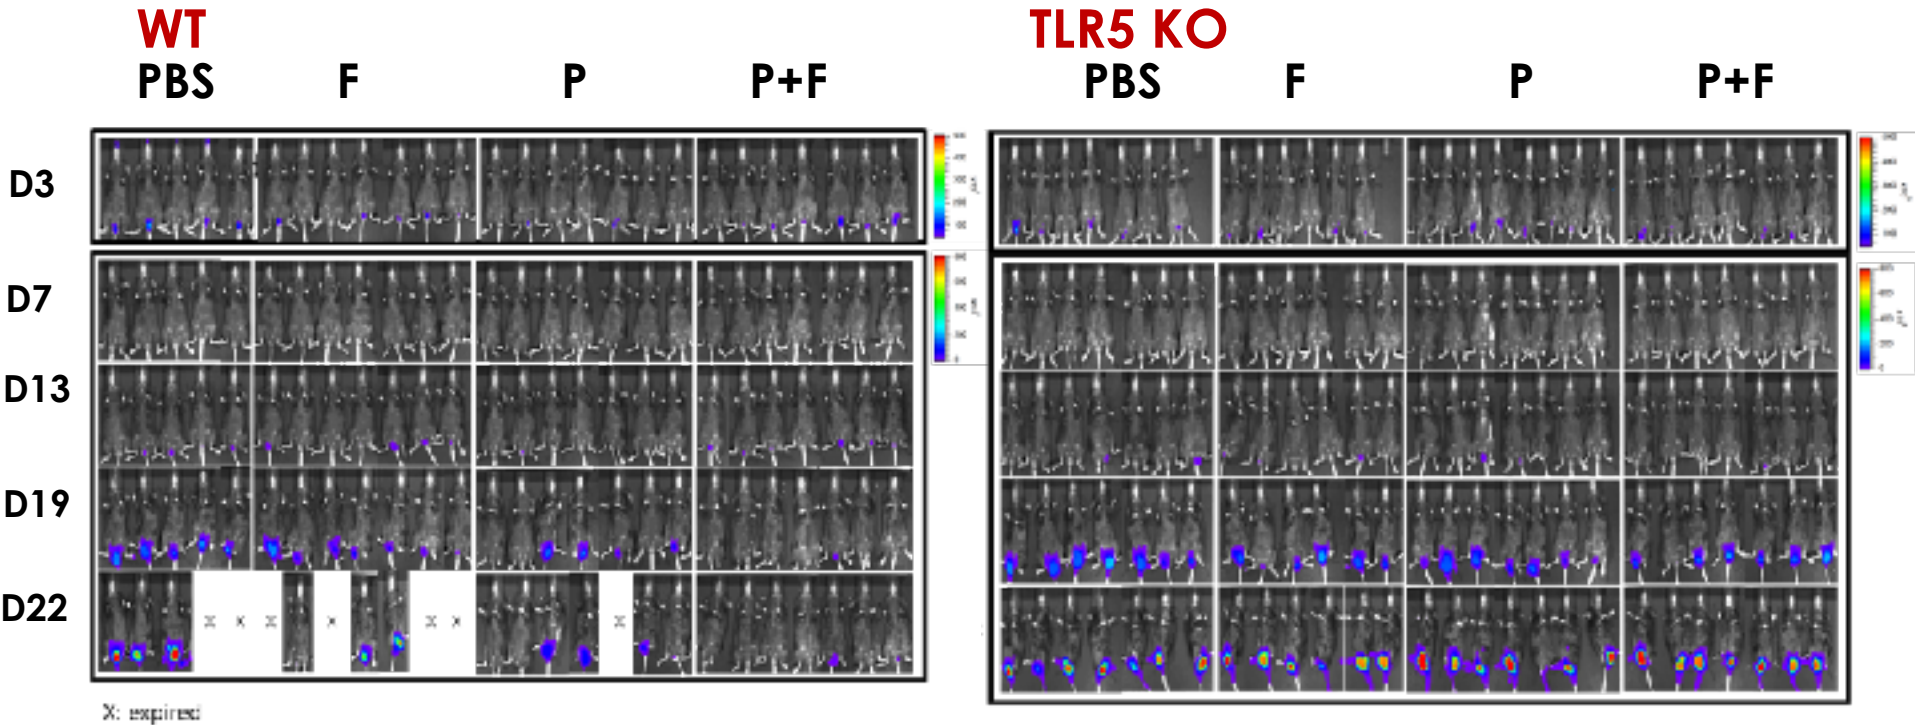 WT
TLR5 KO
PBS F P P+F
PBS F P P+F
D3
D7
D13
D19
D22
X X X X X X X
X: expired